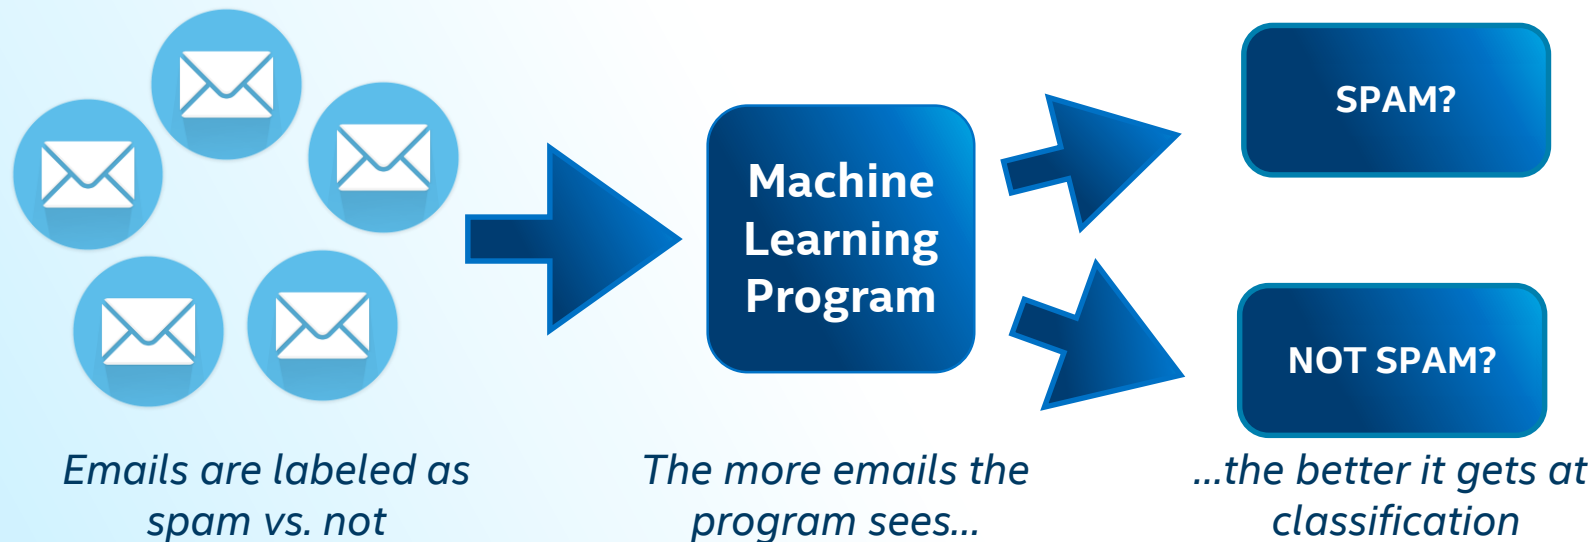 SPAM?
Machine
Learning
Program
NOT SPAM?
Emails are labeled as
spam vs. not
The more emails the
program sees...
...the better it gets at
classification